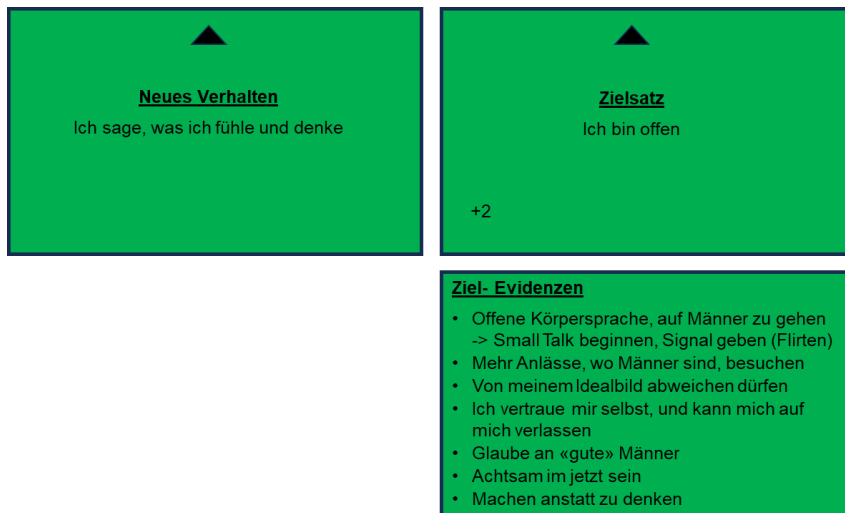 Neues Verhalten
Ich sage, was ich fühle und denke
Zielsatz
Ich bin offen
+2
Ziel- Evidenzen
• Offene Körpersprache, auf Männer zu gehen
-> Small Talk beginnen, Signal geben (Flirten)
• Mehr Anlässe, wo Männer sind, besuchen
• Von meinem Idealbild abweichen dürfen
• Ich vertraue mir selbst, und kann mich auf
mich verlassen
• Glaube an «gute» Männer
• Achtsam im jetzt sein
• Machen anstatt zu denken